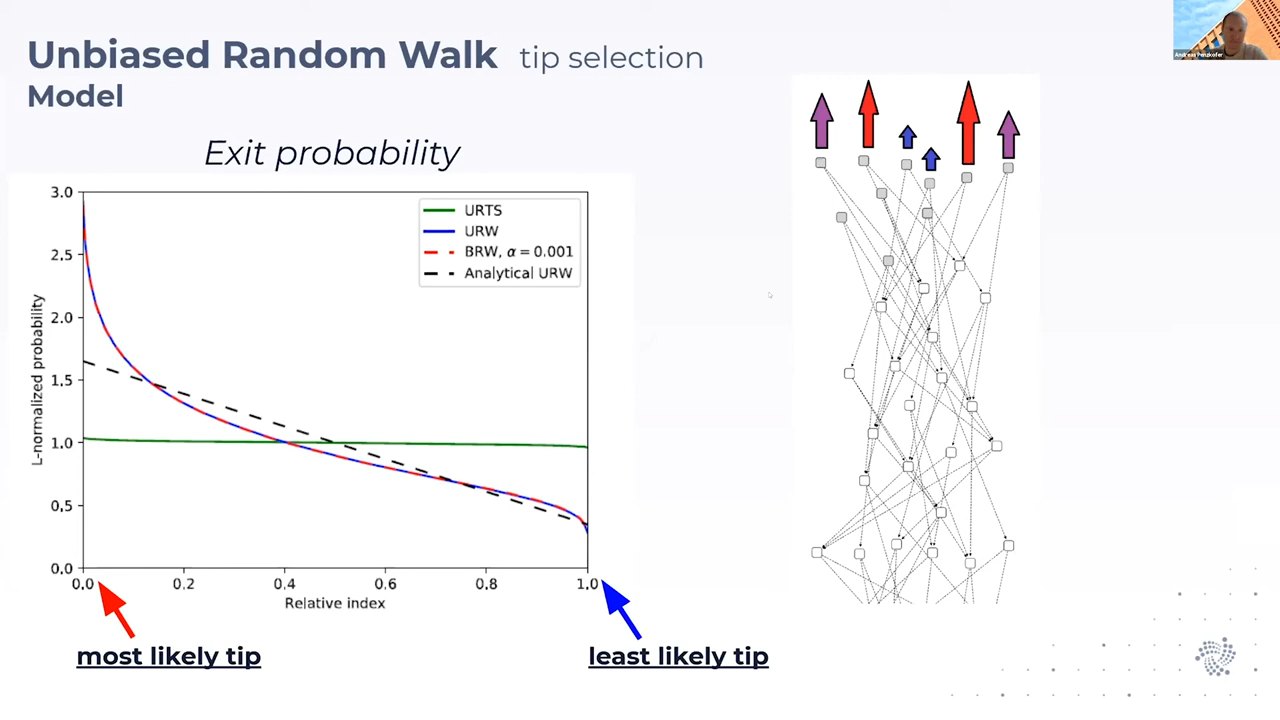 Unbiased Random Walk tip selection
Model
Exit probability
3.0
2.5
2.0
1.5
1.0
0.5
0.0
L-normalized probability
URTS
URW
BRW, α = 0.001
Analytical URW
0.0 0.2 0.4 0.6 0.8 1.0
Relative index
most likely tip
least likely tip
Andreas Penzkofer